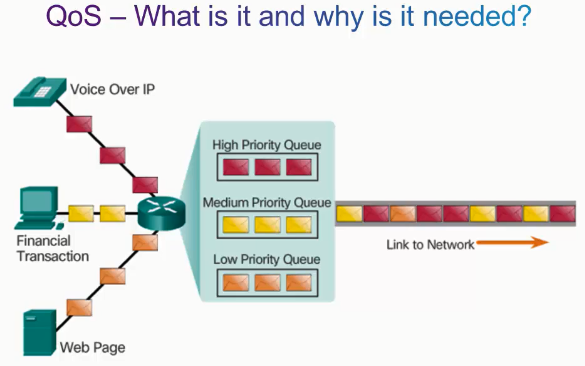 QoS – What is it and why is it needed?
Voice Over IP
High Priority Queue
Medium Priority Queue
Financial
Transaction
Link to Network
Low Priority Queue
Web Page